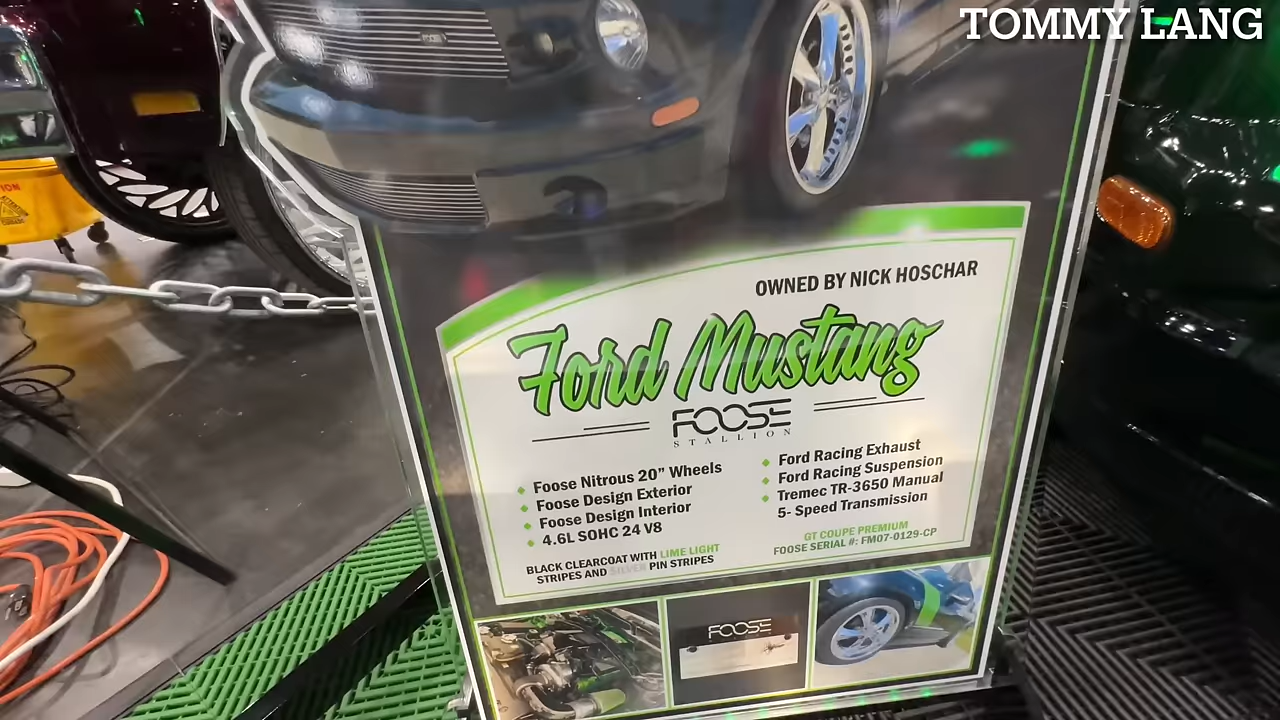 TOMMY LANG
OWNED BY NICK HOSCHAR
Ford Mustang
FOOSE
STALLION
Foose Nitrous 20” Wheels
Foose Design Exterior
Foose Design Interior
4.6L SOHC 24 V8
Ford Racing Exhaust
Ford Racing Suspension
Tremec TR-3650 Manual
5- Speed Transmission
BLACK CLEARCOAT WITH LIME LIGHT
STRIPES AND SILVER PIN STRIPES
GT COUPE PREMIUM
FOOSE SERIAL #: FM07-0129-CP
FOOSE